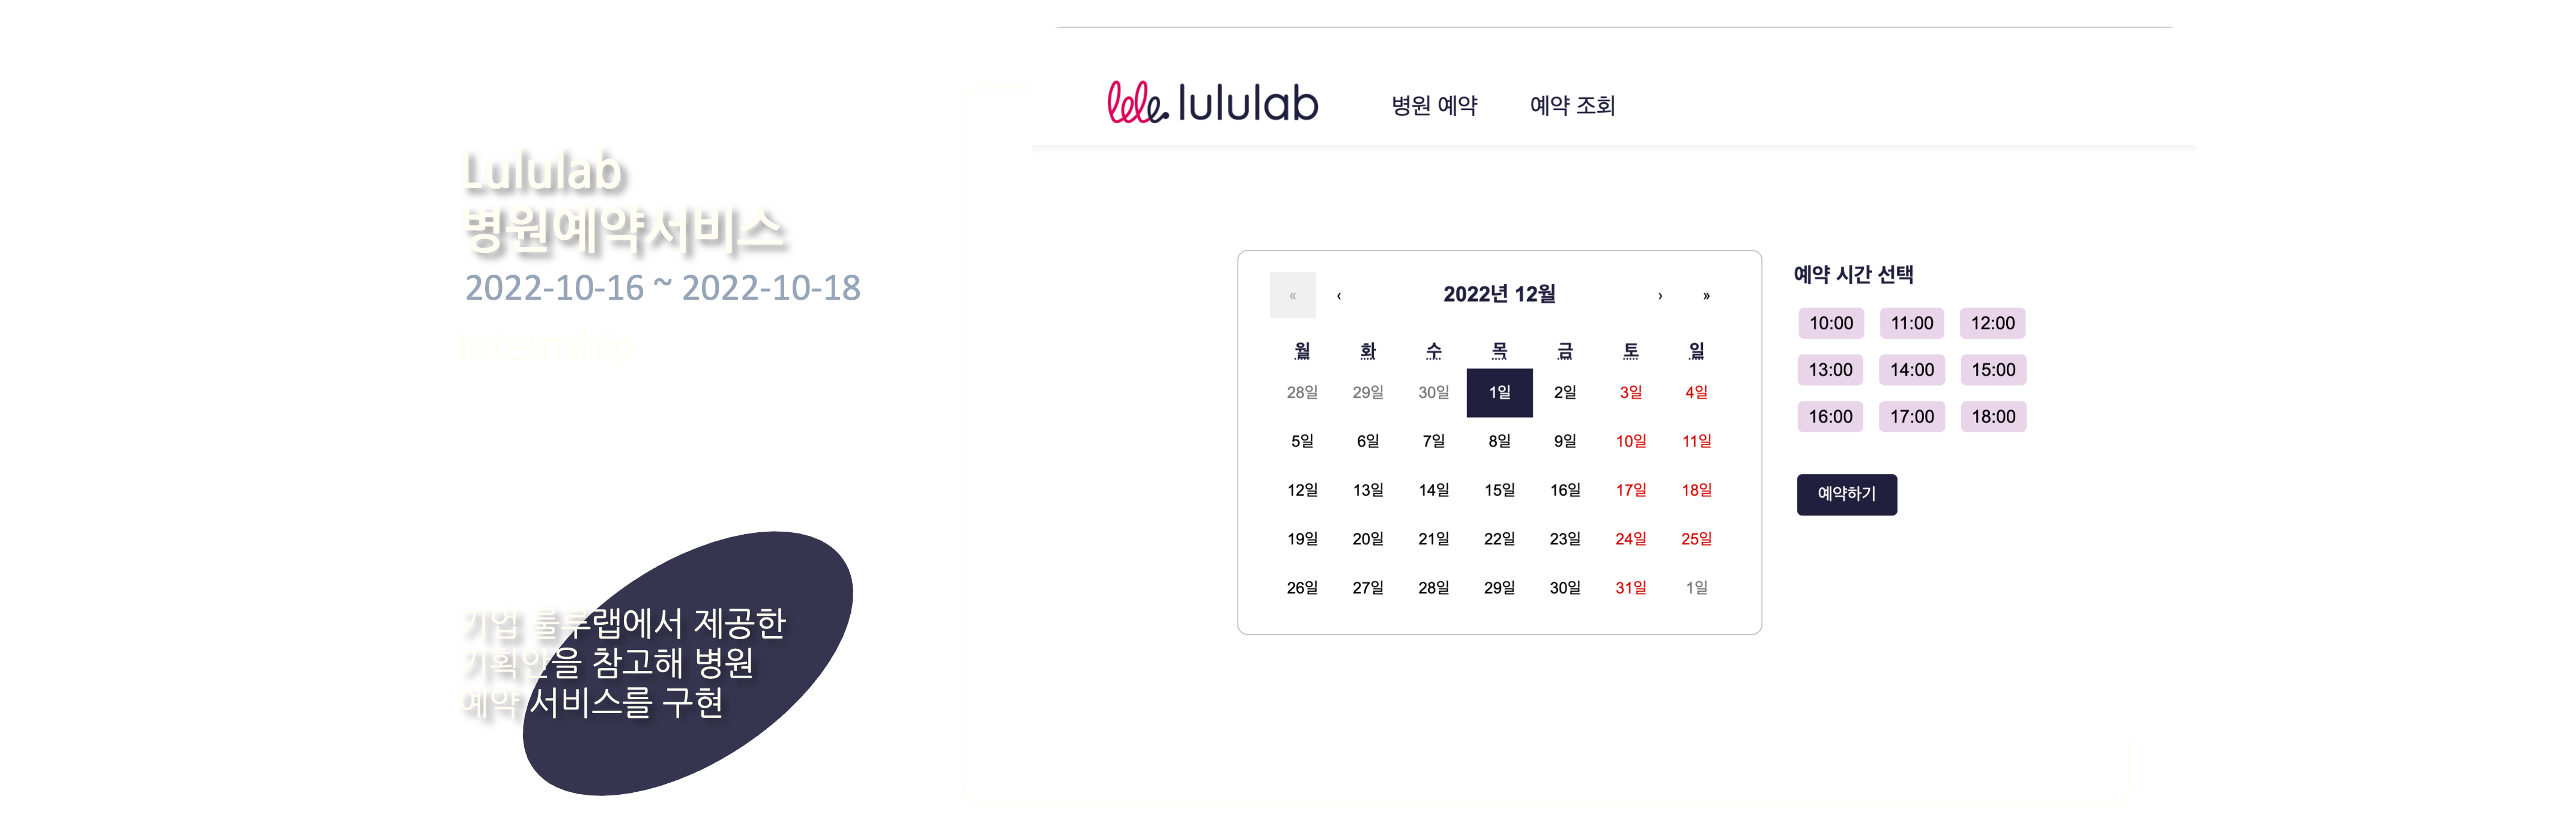 Lululab
병원예약서비스
2022-10-16 ~ 2022-10-18
Internship
기업 룰루랩에서 제공한
기획안을 참고해 병원
예약 서비스를 구현
lele. lululab 병원 예약 예약 조회
« ‹ 2022년 12월 › »
월 화 수 목 금 토 일
28일 29일 30일 1일 2일 3일 4일
5일 6일 7일 8일 9일 10일 11일
12일 13일 14일 15일 16일 17일 18일
19일 20일 21일 22일 23일 24일 25일
26일 27일 28일 29일 30일 31일 1일
예약 시간 선택
10:00 11:00 12:00
13:00 14:00 15:00
16:00 17:00 18:00
예약하기